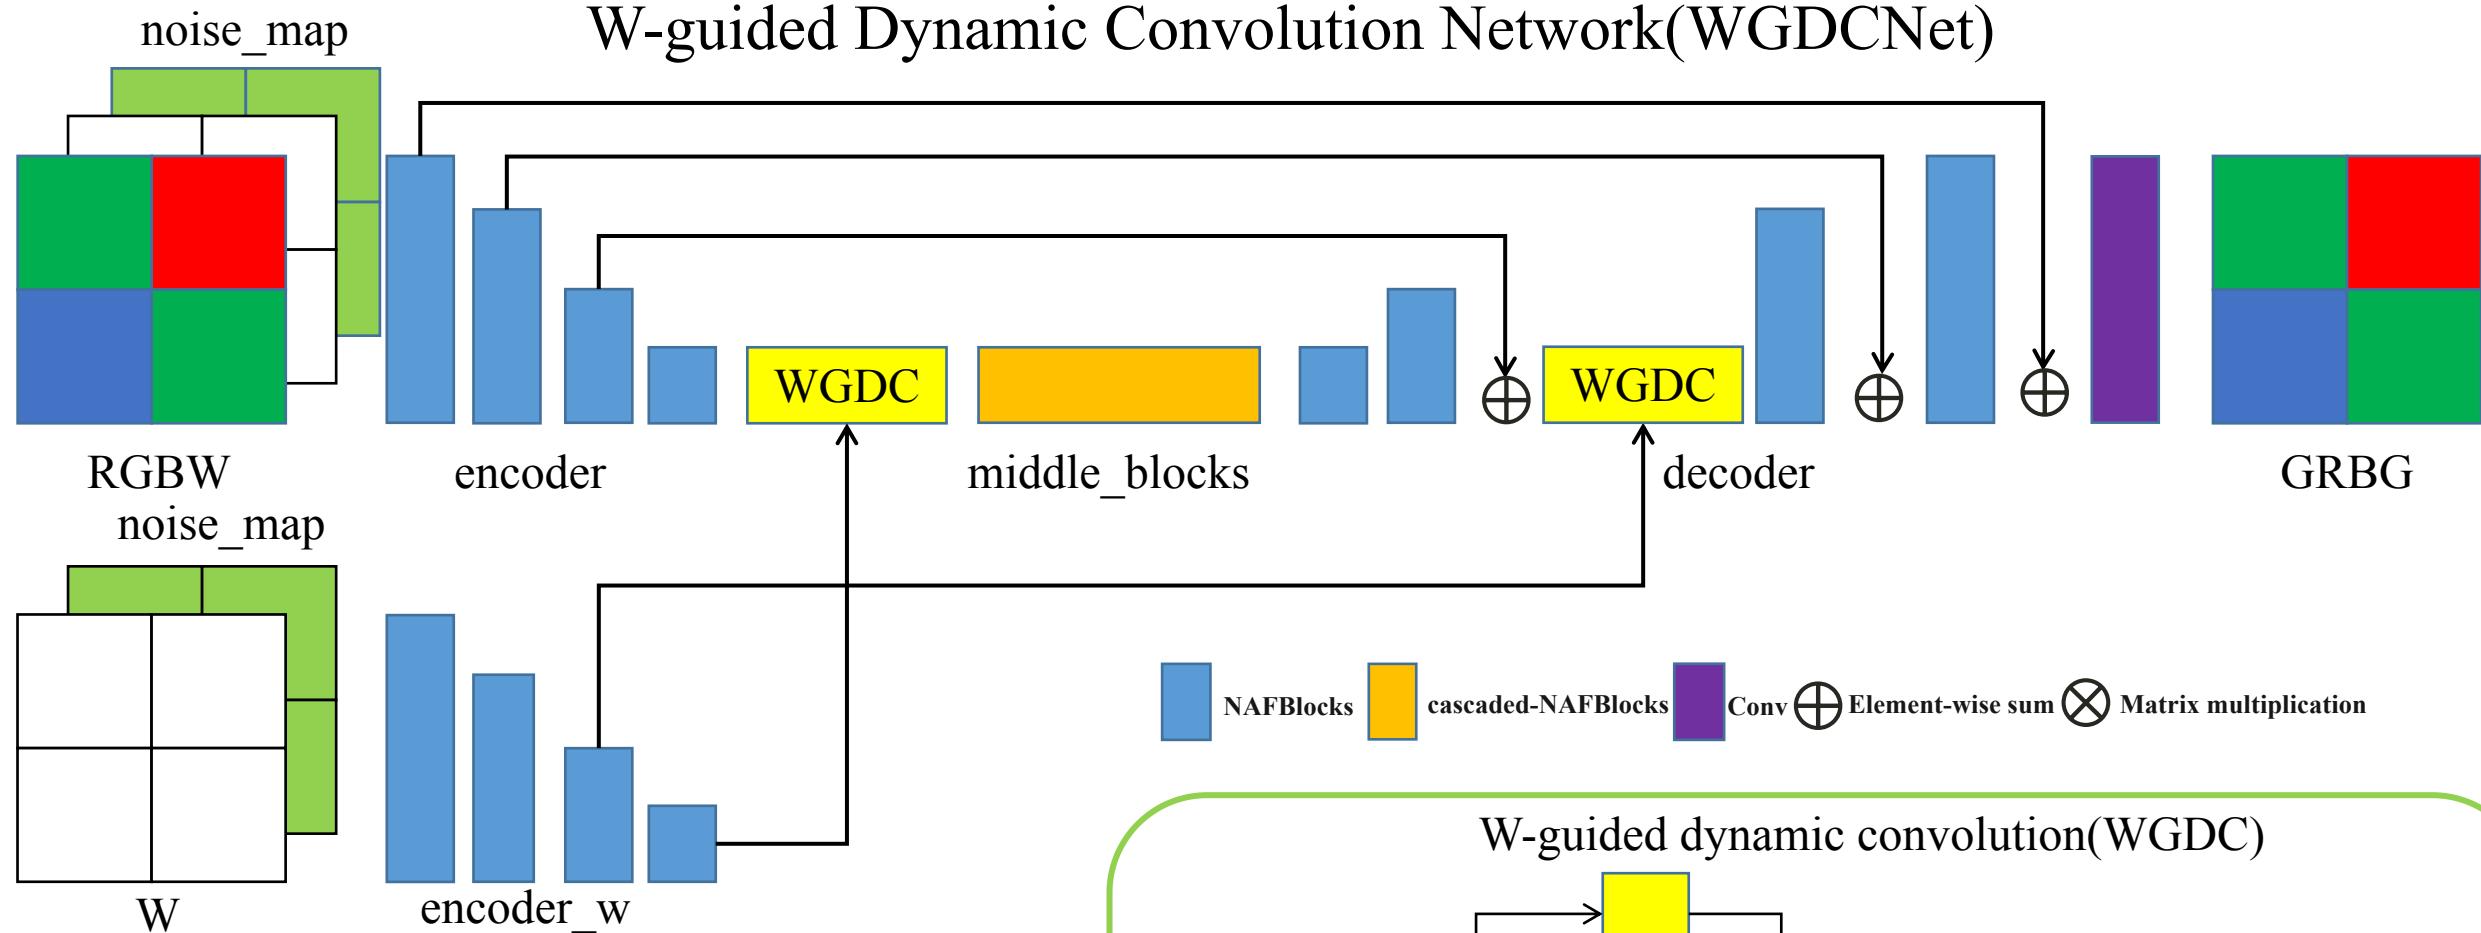 W-guided Dynamic Convolution Network(WGDCNet)
noise_map
WGDC
WGDC
RGBW
encoder
middle_blocks
decoder
GRBG
noise_map
W
encoder_w
NAFBlocks
cascaded-NAFBlocks
Conv
Element-wise sum
Matrix multiplication
W-guided dynamic convolution(WGDC)